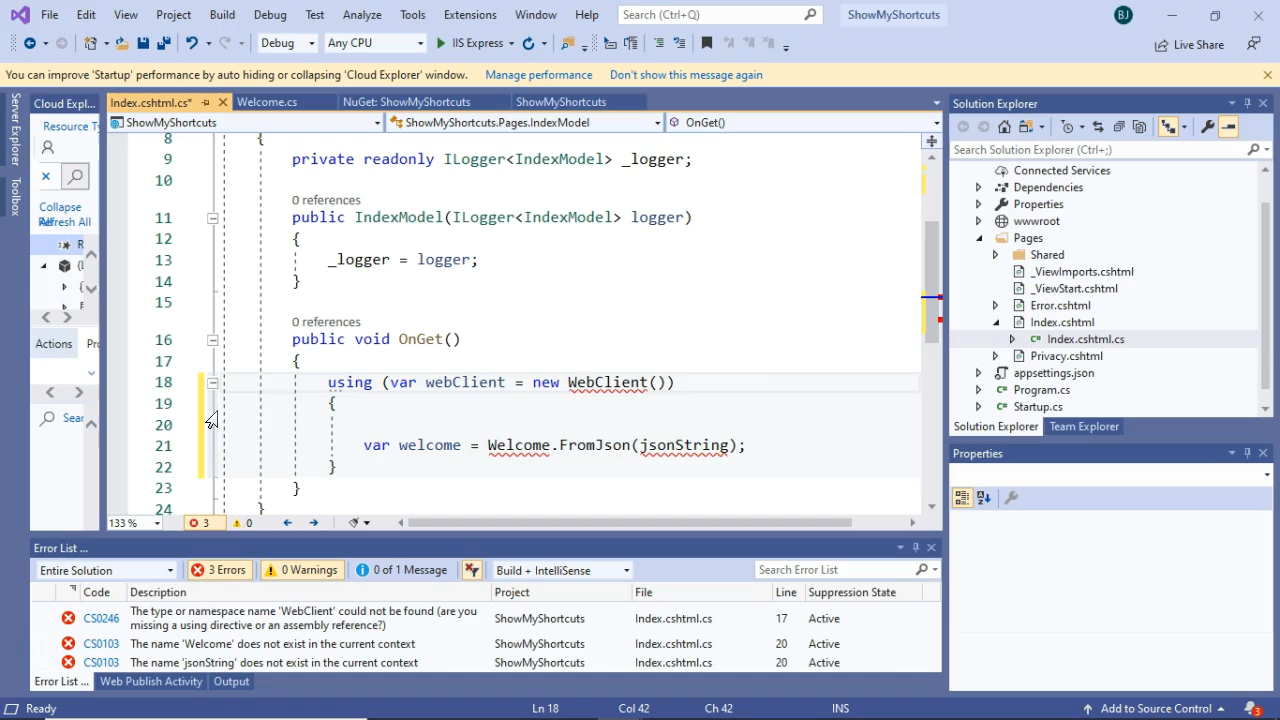 File Edit View Project Build Debug Test Analyze Tools Extensions Window Help Search (Ctrl+Q) ShowMyShortcuts BJ
Debug Any CPU IIS Express Live Share
You can improve 'Startup' performance by auto hiding or collapsing 'Cloud Explorer' window. Manage performance Don't show this message again
Server Explorer
Toolbox
Cloud Expl...
Resource Ty
Collapse
Refresh All
Actions
Sear
Index.cshtml.cs* Welcome.cs NuGet: ShowMyShortcuts ShowMyShortcuts
ShowMyShortcuts ShowMyShortcuts.Pages.IndexModel OnGet()
8 {
9 private readonly ILogger<IndexModel> _logger;
10
0 references
11 public IndexModel(ILogger<IndexModel> logger)
12 {
13 _logger = logger;
14 }
15
0 references
16 public void OnGet()
17 {
18 using (var webClient = new WebClient())
19 {
20
21 var welcome = Welcome.FromJson(jsonString);
22 }
23 }
24 }
133 % 3 0
Error List ...
Entire Solution 3 Errors 0 Warnings 0 of 1 Message Build + IntelliSense Search Error List
Code Description Project File Line Suppression State
CS0246 The type or namespace name 'WebClient' could not be found (are you missing a using directive or an assembly reference?) ShowMyShortcuts Index.cshtml.cs 17 Active
CS0103 The name 'Welcome' does not exist in the current context ShowMyShortcuts Index.cshtml.cs 20 Active
CS0103 The name 'jsonString' does not exist in the current context ShowMyShortcuts Index.cshtml.cs 20 Active
Error List ... Web Publish Activity Output
Solution Explorer
Search Solution Explorer (Ctrl+;)
Connected Services
Dependencies
Properties
wwwroot
Pages
Shared
_ViewImports.cshtml
_ViewStart.cshtml
Error.cshtml
Index.cshtml
Index.cshtml.cs
Privacy.cshtml
appsettings.json
Program.cs
Startup.cs
Solution Explorer Team Explorer
Properties
Ready Ln 18 Col 42 Ch 42 INS Add to Source Control 3